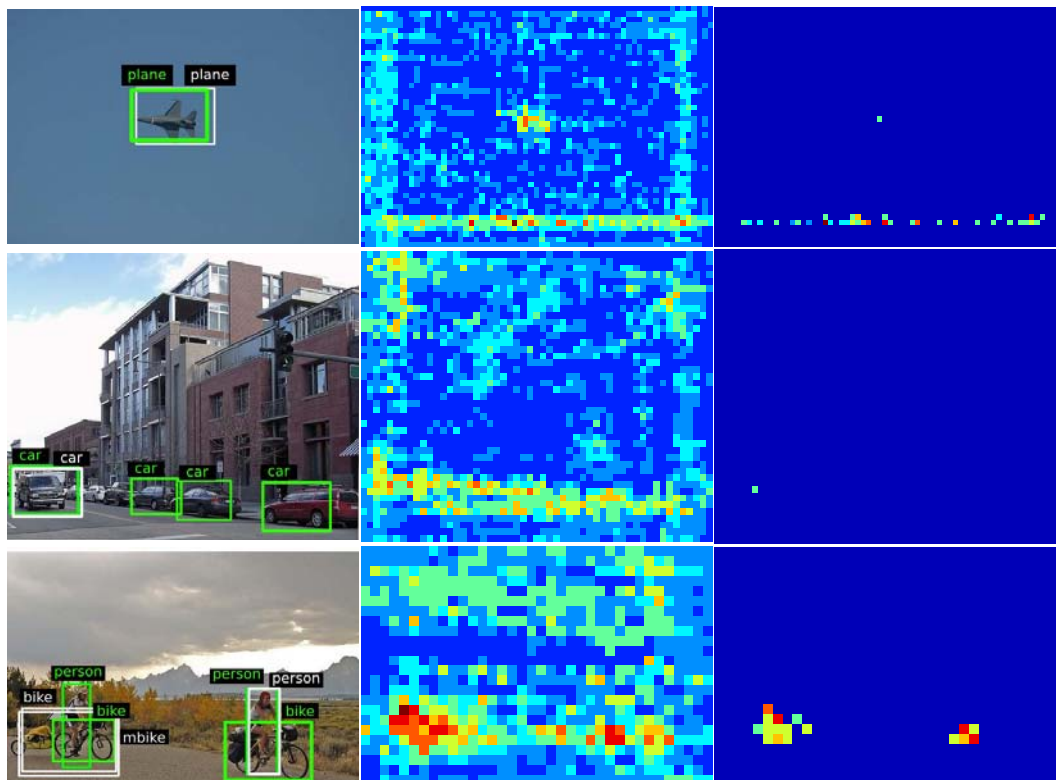 plane plane
car car
car car
car
person
person person
bike
bike
bike
mbike